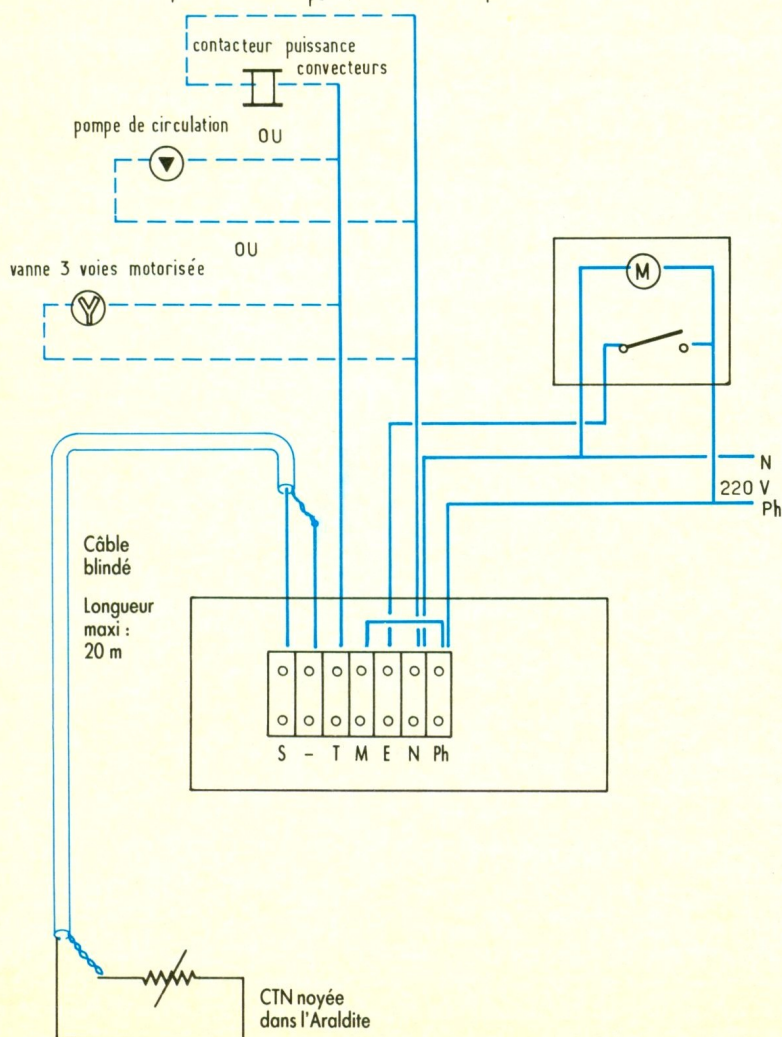 contacteur puissance
convecteurs
pompe de circulation
OU
OU
vanne 3 voies motorisée
M
N
220 V
Ph
Câble
blindé
Longueur
maxi :
20 m
S – T M E N Ph
CTN noyée
dans l'Araldite